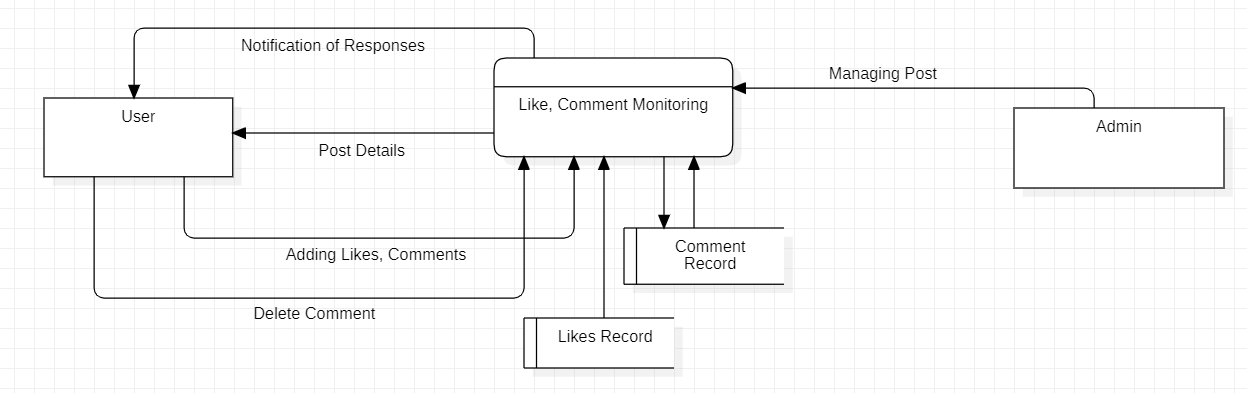 Notification of Responses
Managing Post
Like, Comment Monitoring
User
Admin
Post Details
Comment
Record
Adding Likes, Comments
Delete Comment
Likes Record